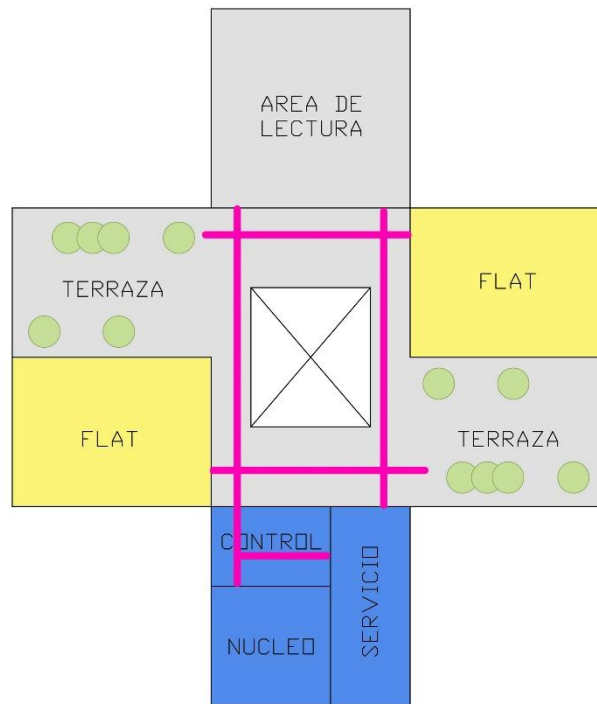 AREA DE
LECTURA
TERRAZA
FLAT
FLAT
TERRAZA
CONTROL
SERVICIO
NUCLEO